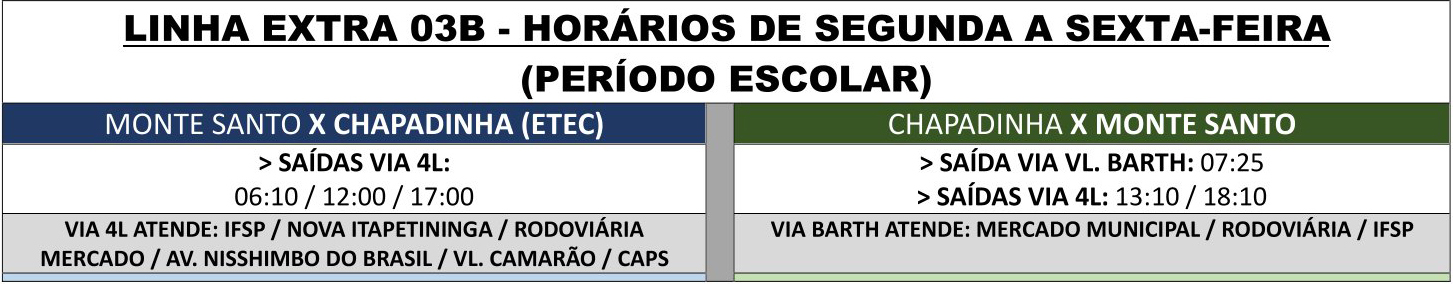 LINHA EXTRA 03B - HORÁRIOS DE SEGUNDA A SEXTA-FEIRA
(PERÍODO ESCOLAR)
MONTE SANTO X CHAPADINHA (ETEC)
> SAÍDAS VIA 4L:
06:10 / 12:00 / 17:00
VIA 4L ATENDE: IFSP / NOVA ITAPETININGA / RODOVIÁRIA
MERCADO / AV. NISSHIMBO DO BRASIL / VL. CAMARÃO / CAPS
CHAPADINHA X MONTE SANTO
> SAÍDA VIA VL. BARTH: 07:25
> SAÍDAS VIA 4L: 13:10 / 18:10
VIA BARTH ATENDE: MERCADO MUNICIPAL / RODOVIÁRIA / IFSP